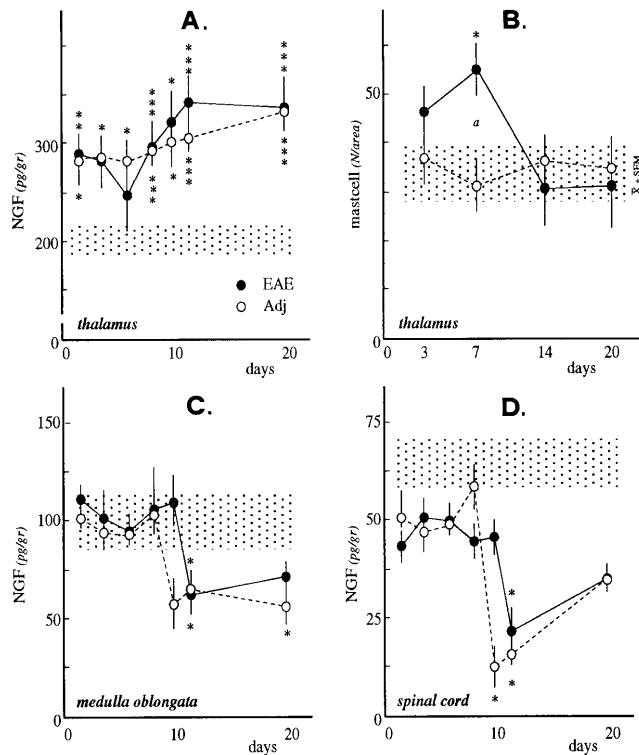 A.
300
200
0
NGF (pg/gr)
* * * * * * * * * * * * * * *
* * * * * * * * * * *
EAE
Adj
thalamus
0 10 20
days
B.
50
0
mastcell (N/area)
*
a
X ± SEM
thalamus
3 7 14 20
days
C.
150
100
50
0
NGF (pg/gr)
*
*
*
medulla oblongata
0 10 20
days
D.
75
50
25
0
NGF (pg/gr)
*
* *
spinal cord
0 10 20
days